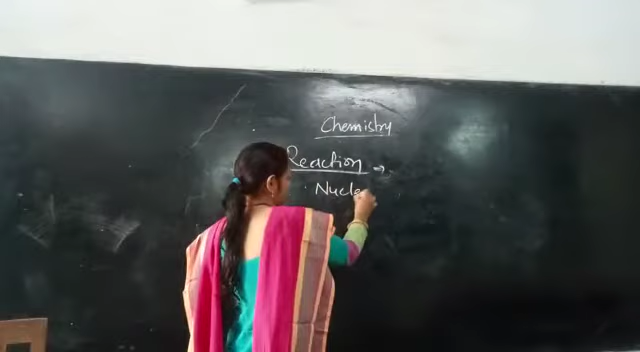 Chemistry
Reaction →
Nucle